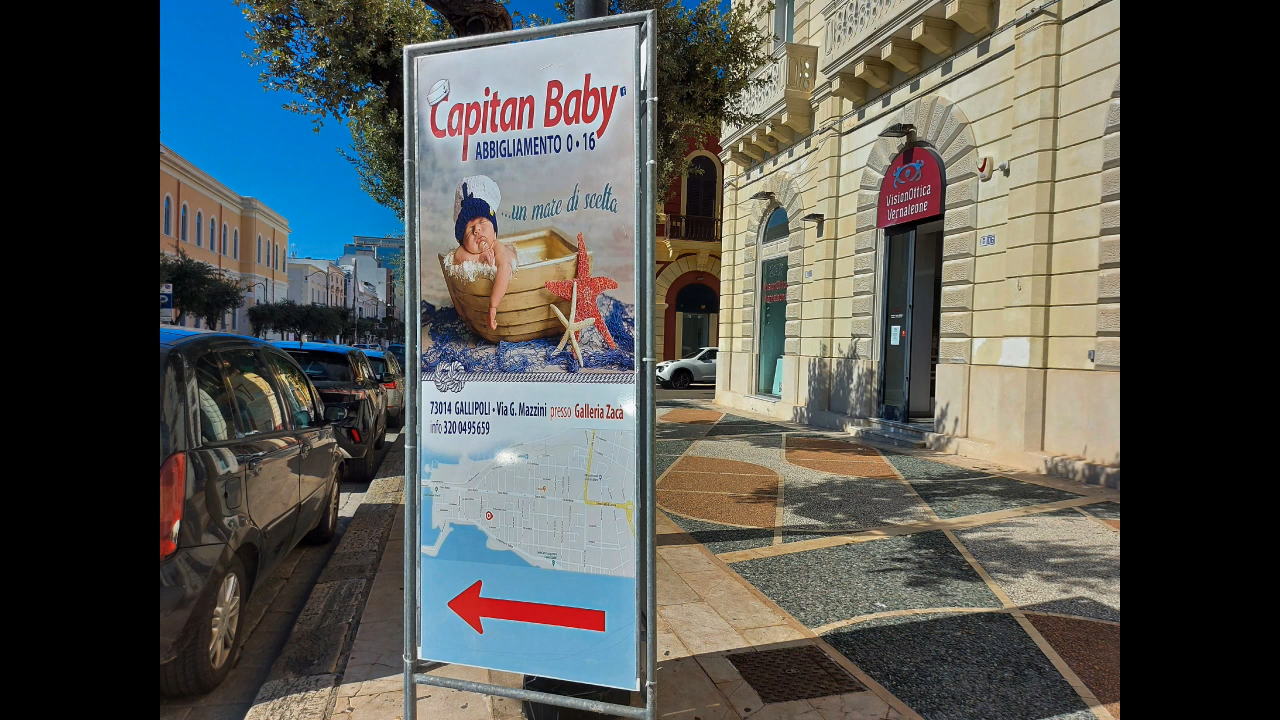 Capitan Baby
ABBIGLIAMENTO 0 • 16
...un mare di scelta
73014 GALLIPOLI • Via G. Mazzini presso Galleria Zacà
info 320 0495659
VisionOttica
Vernaleone
P